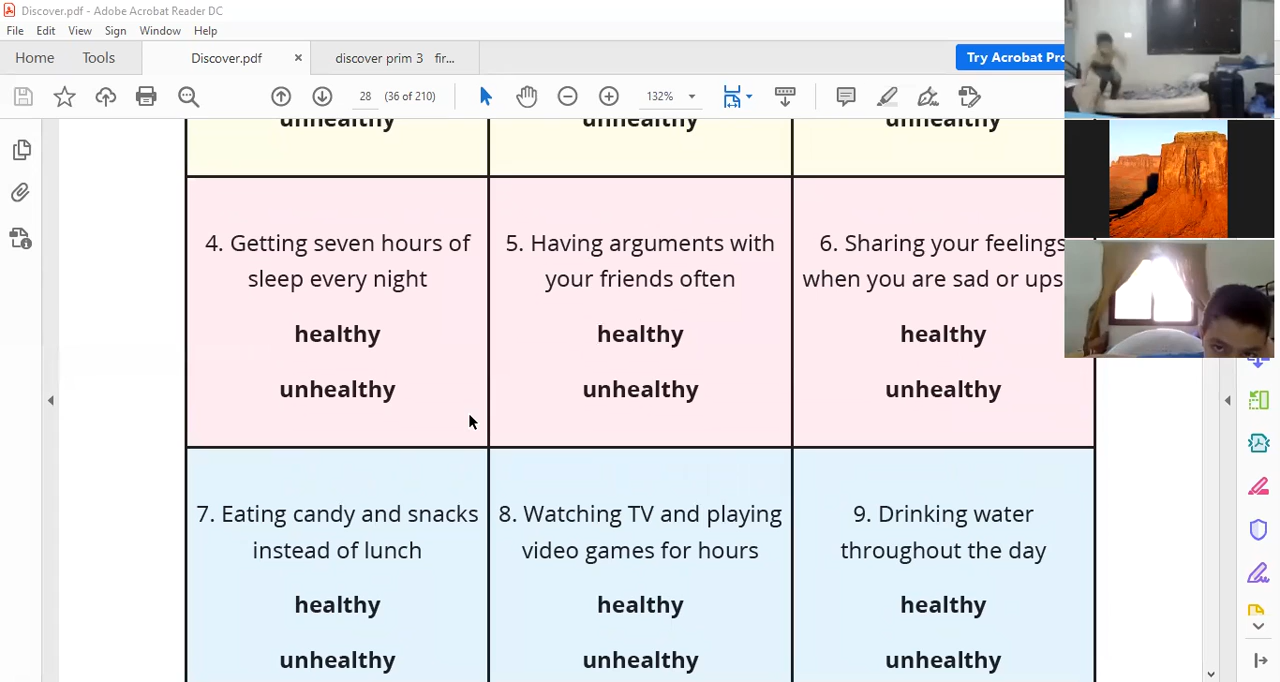 Discover.pdf - Adobe Acrobat Reader DC
File Edit View Sign Window Help
Home Tools Discover.pdf × discover prim 3 fir... Try Acrobat Pro
28 (36 of 210) 132%
unhealthy unhealthy unhealthy
4. Getting seven hours of
sleep every night
healthy
unhealthy
5. Having arguments with
your friends often
healthy
unhealthy
6. Sharing your feelings
when you are sad or ups
healthy
unhealthy
7. Eating candy and snacks
instead of lunch
healthy
unhealthy
8. Watching TV and playing
video games for hours
healthy
unhealthy
9. Drinking water
throughout the day
healthy
unhealthy